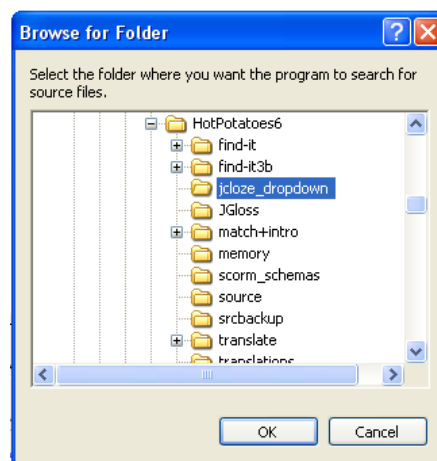 Browse for Folder
Select the folder where you want the program to search for
source files.
HotPotatoes6
find-it
find-it3b
jcloze_dropdown
JGloss
match+intro
memory
scorm_schemas
source
srcbackup
translate
translations
OK
Cancel